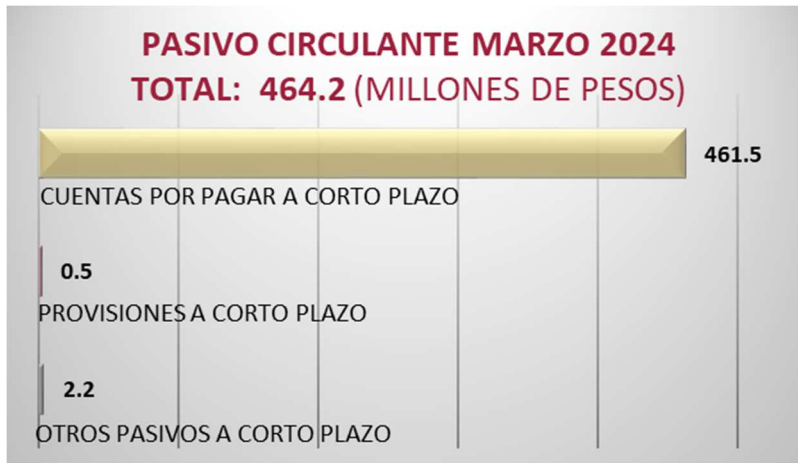 PASIVO CIRCULANTE MARZO 2024
TOTAL: 464.2 (MILLONES DE PESOS)
461.5
CUENTAS POR PAGAR A CORTO PLAZO
0.5
PROVISIONES A CORTO PLAZO
2.2
OTROS PASIVOS A CORTO PLAZO